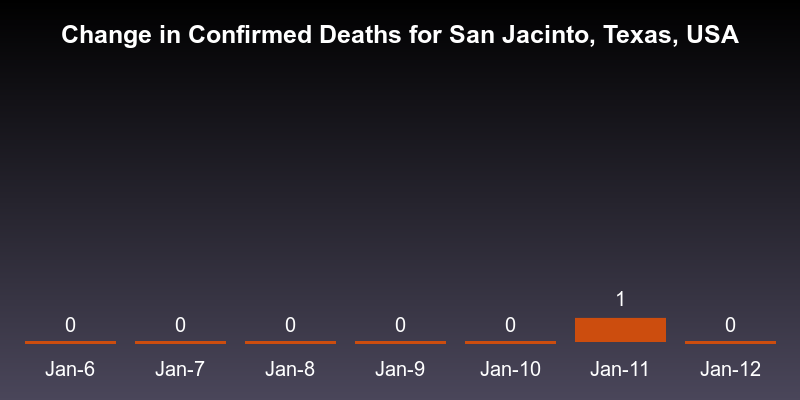 Change in Confirmed Deaths for San Jacinto, Texas, USA
0 0 0 0 0 1 0
Jan-6 Jan-7 Jan-8 Jan-9 Jan-10 Jan-11 Jan-12